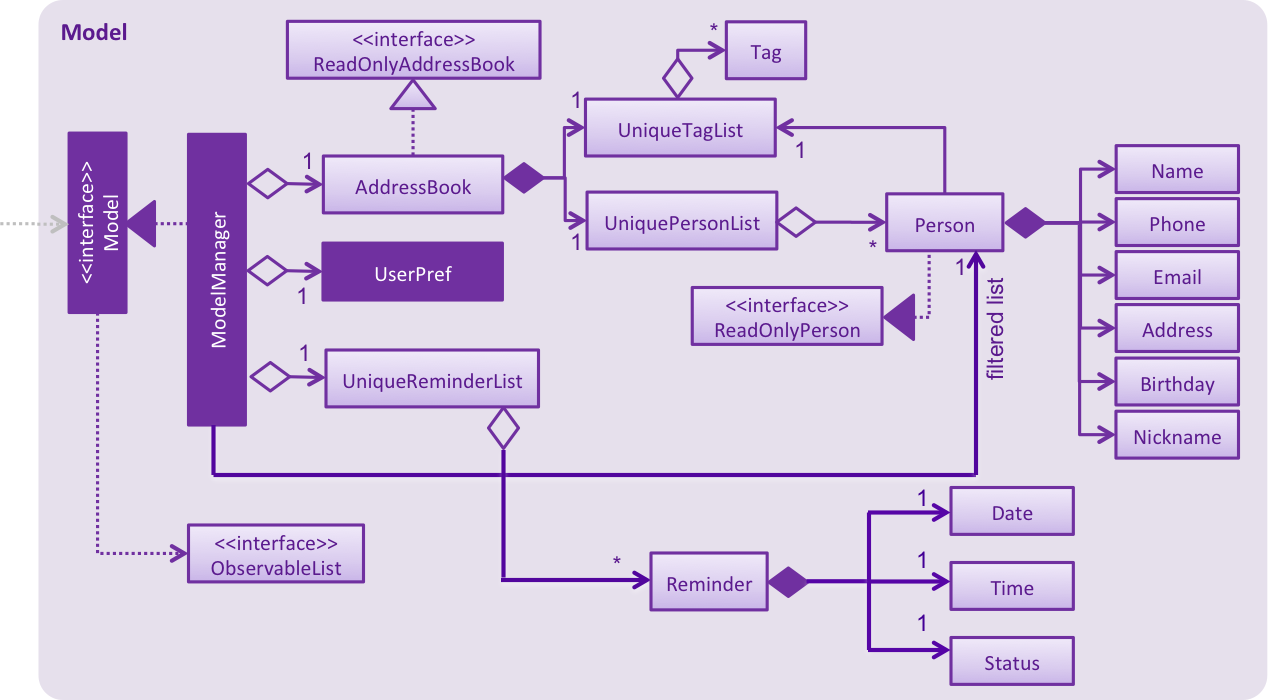 Model
<<interface>>
ReadOnlyAddressBook
*
Tag
1
UniqueTagList
1
<<interface>>
Model
ModelManager
1
AddressBook
1
UniquePersonList
*
Person
1
filtered list
Name
Phone
Email
Address
Birthday
Nickname
1
UserPref
<<interface>>
ReadOnlyPerson
1
UniqueReminderList
<<interface>>
ObservableList
*
Reminder
1
Date
1
Time
1
Status